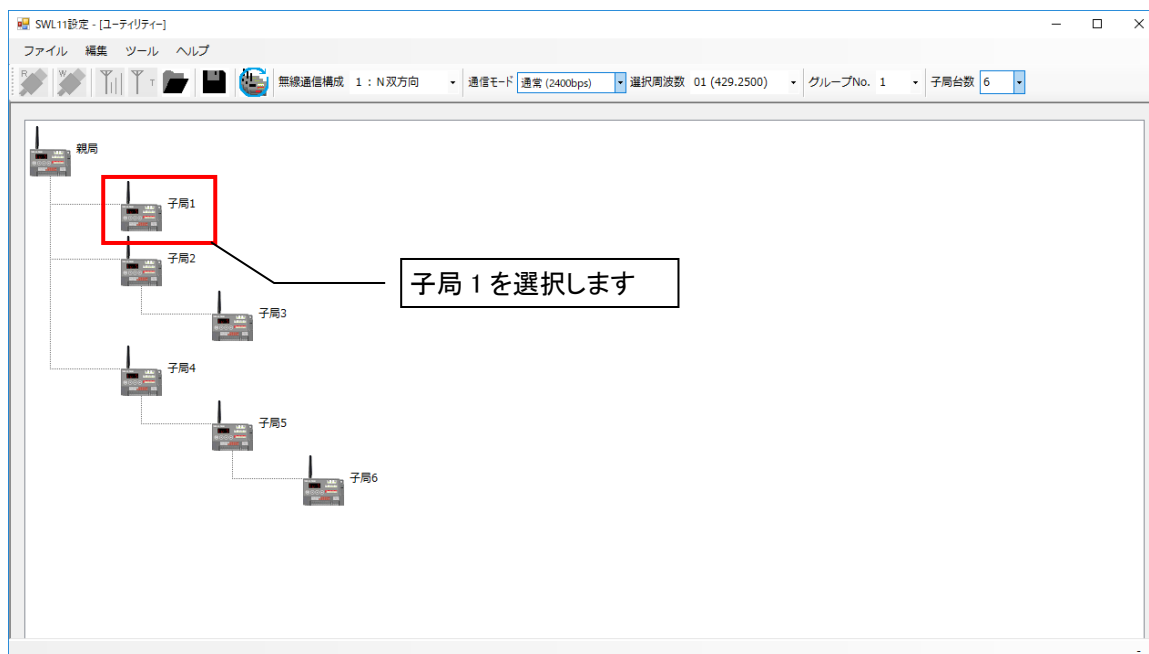 SWL11設定 - [ユーティリティー]
ファイル 編集 ツール ヘルプ
R W T 無線通信構成 1：N双方向 通信モード 通常 (2400bps) 選択周波数 01 (429.2500) グループNo. 1 子局台数 6
親局
子局1
子局2
子局1を選択します
子局3
子局4
子局5
子局6